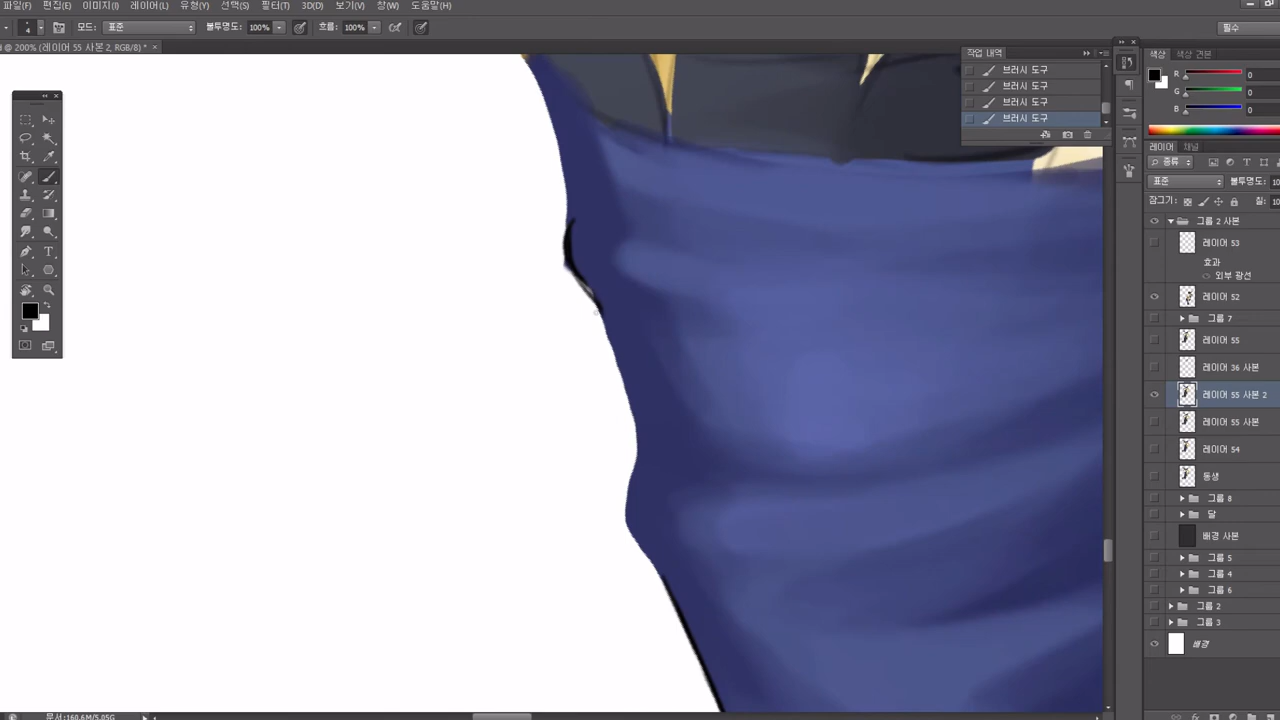 파일(F) 편집(E) 이미지(I) 레이어(L) 유형(Y) 선택(S) 필터(T) 3D(D) 보기(V) 창(W) 도움말(H)
4 모드: 표준 불투명도: 100% 흐름: 100% 필수
@ 200% (레이어 55 사본 2, RGB/8) * ×
작업 내역
브러시 도구
브러시 도구
브러시 도구
브러시 도구
색상 색상 견본
R 0
G 0
B 0
레이어 채널
종류
표준 불투명도: 10
잠그기: 칠: 10
그룹 2 사본
레이어 53
효과
외부 광선
레이어 52
그룹 7
레이어 55
레이어 36 사본
레이어 55 사본 2
레이어 55 사본
레이어 54
동생
그룹 8
달
배경 사본
그룹 5
그룹 4
그룹 6
그룹 2
그룹 3
배경
문서:160.6M/5.05G